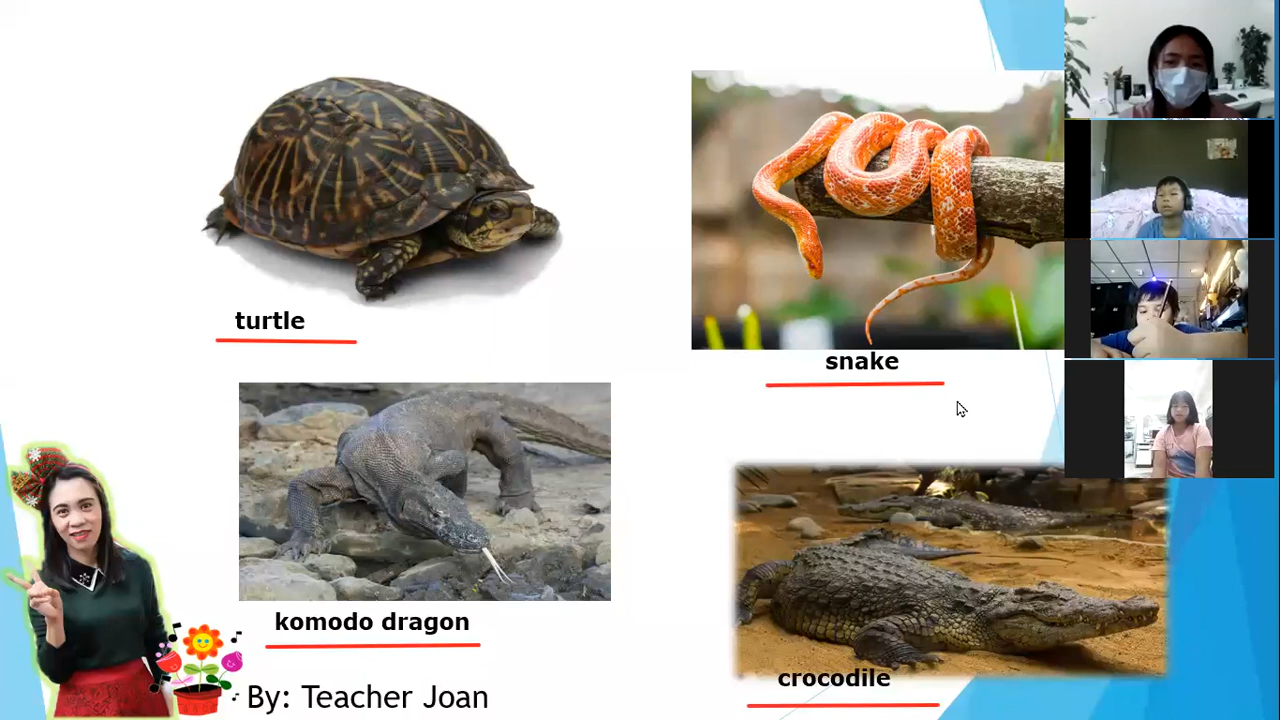 turtle
snake
komodo dragon
crocodile
By: Teacher Joan